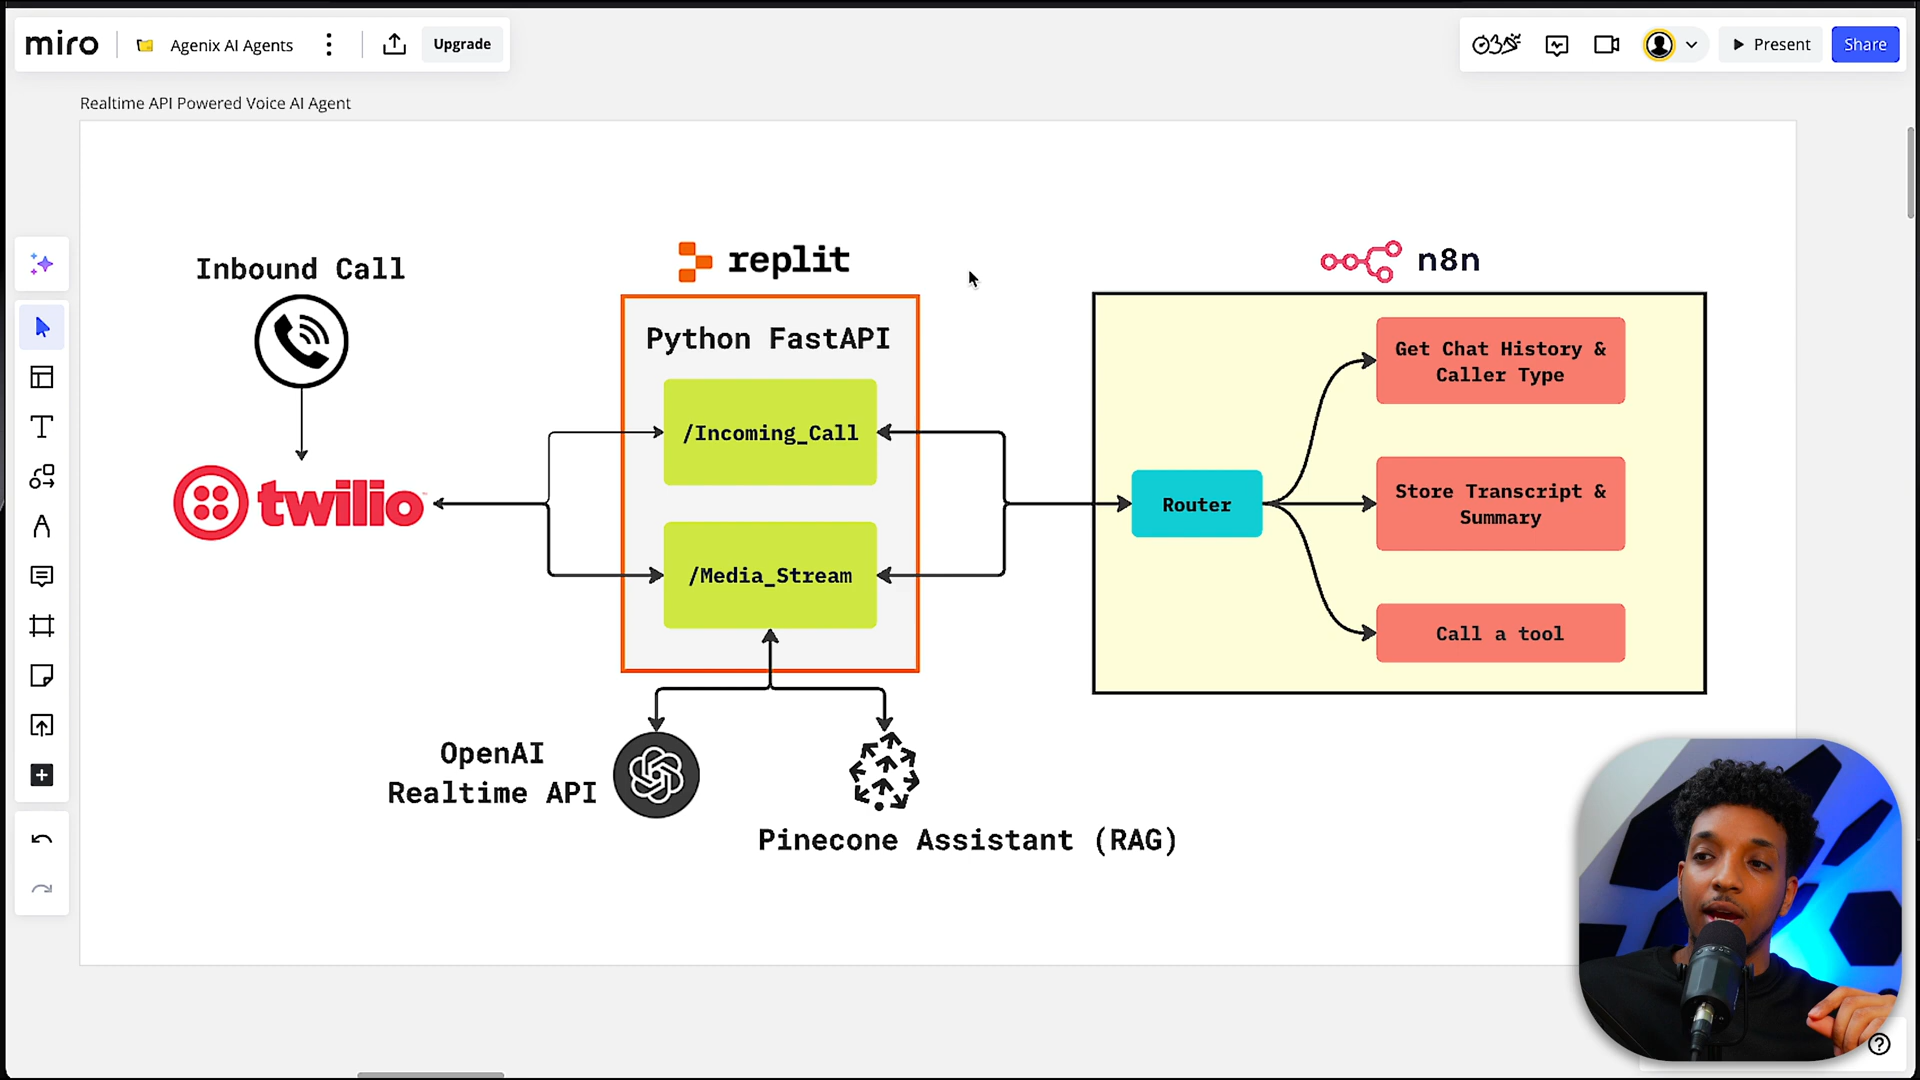 miro
Agenix AI Agents
Upgrade
Present
Share
Realtime API Powered Voice AI Agent
Inbound Call
replit
n8n
Python FastAPI
Get Chat History &
Caller Type
/Incoming_Call
twilio
Router
Store Transcript &
Summary
/Media_Stream
Call a tool
OpenAI
Realtime API
Pinecone Assistant (RAG)